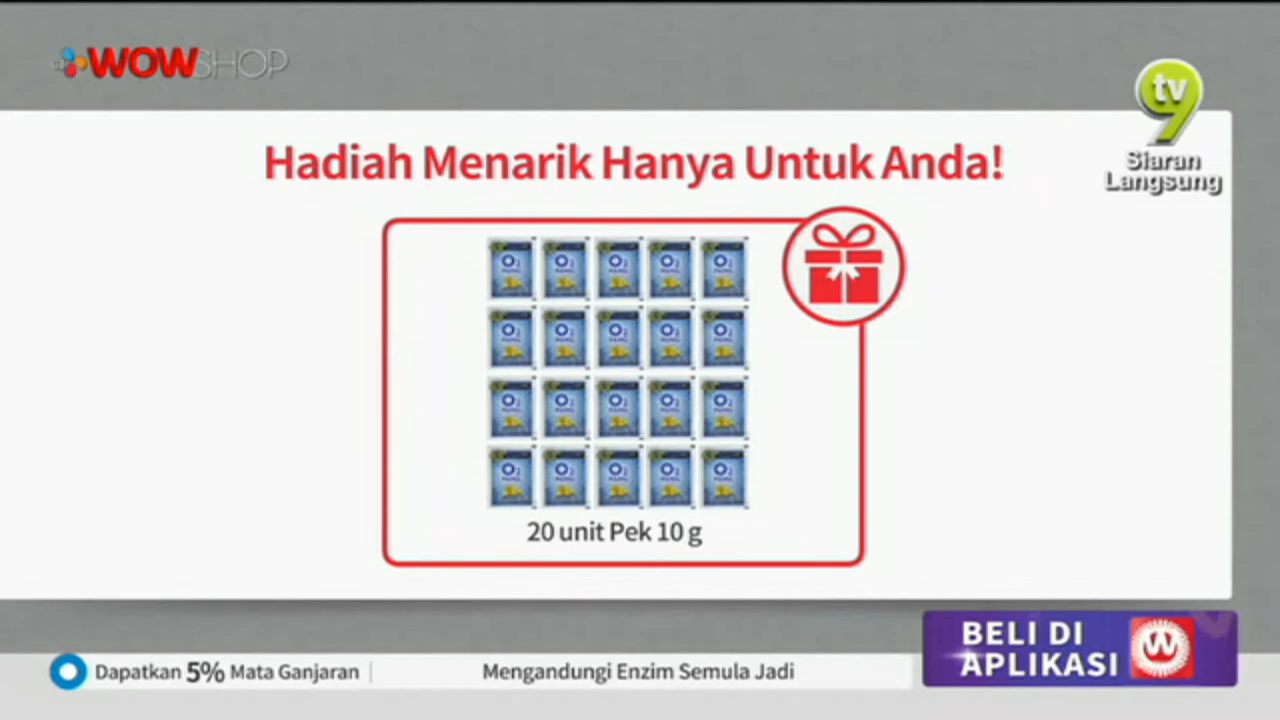 WOWSHOP
tv9
Siaran
Langsung
Hadiah Menarik Hanya Untuk Anda!
O2
20 unit Pek 10 g
Dapatkan 5% Mata Ganjaran
Mengandungi Enzim Semula Jadi
BELI DI
APLIKASI
W